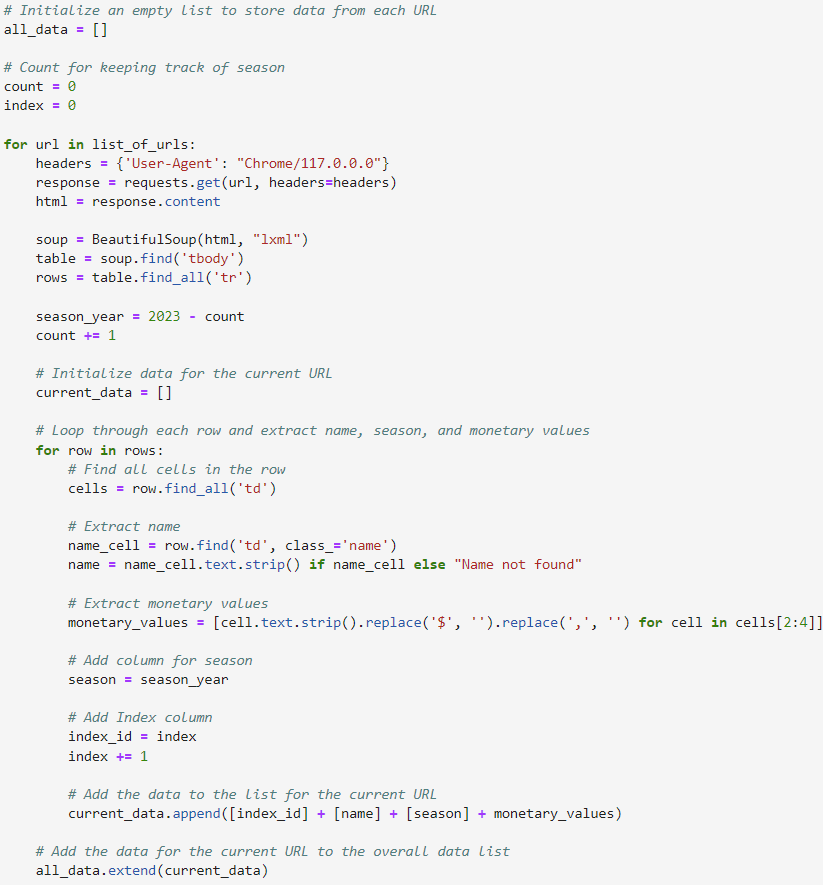 # Initialize an empty list to store data from each URL
all_data = []

# Count for keeping track of season
count = 0
index = 0

for url in list_of_urls:
    headers = {'User-Agent': "Chrome/117.0.0.0"}
    response = requests.get(url, headers=headers)
    html = response.content

    soup = BeautifulSoup(html, "lxml")
    table = soup.find('tbody')
    rows = table.find_all('tr')

    season_year = 2023 - count
    count += 1

    # Initialize data for the current URL
    current_data = []

    # Loop through each row and extract name, season, and monetary values
    for row in rows:
        # Find all cells in the row
        cells = row.find_all('td')

        # Extract name
        name_cell = row.find('td', class_='name')
        name = name_cell.text.strip() if name_cell else "Name not found"

        # Extract monetary values
        monetary_values = [cell.text.strip().replace('$', '').replace(',', '') for cell in cells[2:4]]

        # Add column for season
        season = season_year

        # Add Index column
        index_id = index
        index += 1

        # Add the data to the list for the current URL
        current_data.append([index_id] + [name] + [season] + monetary_values)

    # Add the data for the current URL to the overall data list
    all_data.extend(current_data)